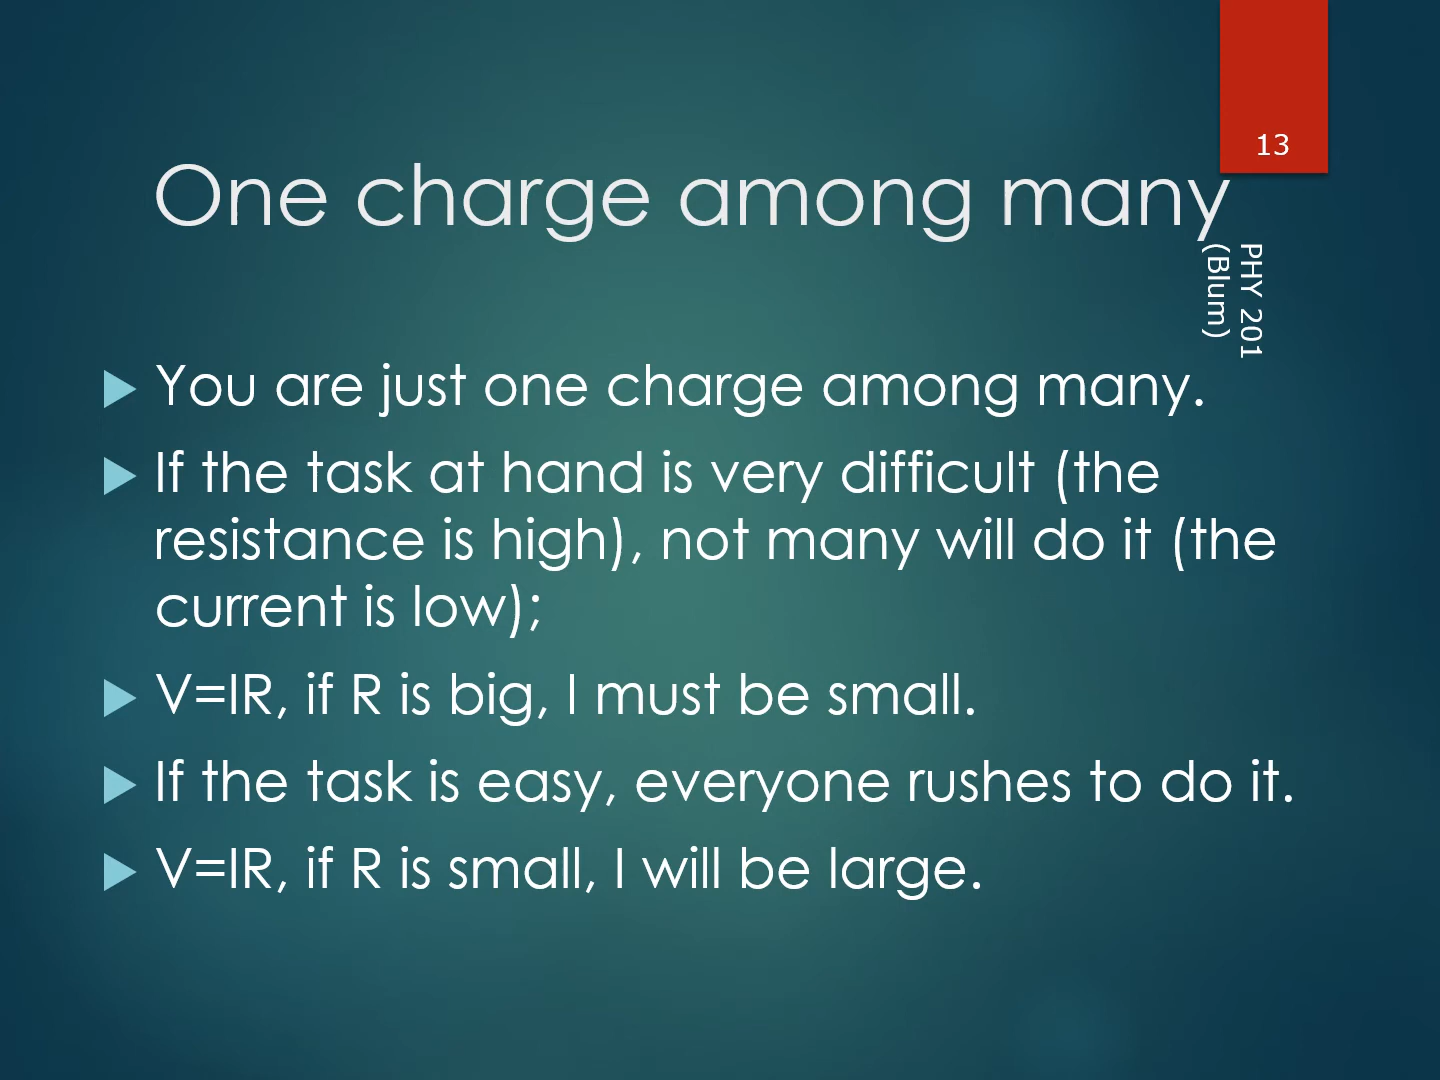 13
One charge among many
PHY 201
(Blum)
You are just one charge among many.
If the task at hand is very difficult (the
resistance is high), not many will do it (the
current is low);
V=IR, if R is big, I must be small.
If the task is easy, everyone rushes to do it.
V=IR, if R is small, I will be large.